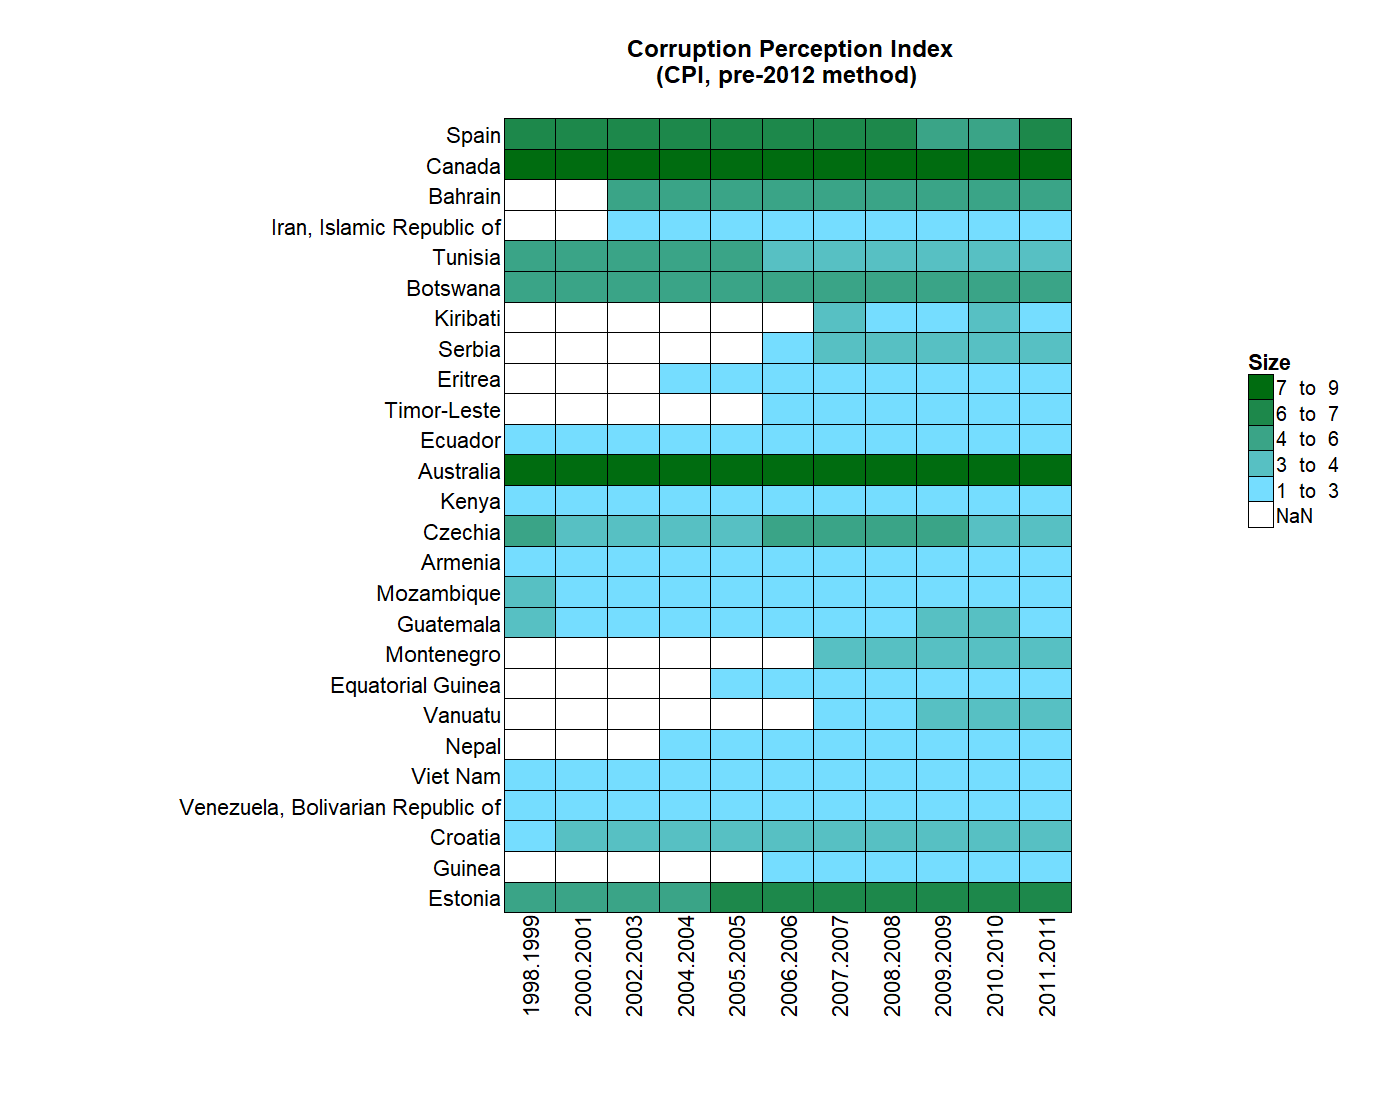 Corruption Perception Index
(CPI, pre-2012 method)
Spain
Canada
Bahrain
Iran, Islamic Republic of
Tunisia
Botswana
Kiribati
Serbia
Eritrea
Timor-Leste
Ecuador
Australia
Kenya
Czechia
Armenia
Mozambique
Guatemala
Montenegro
Equatorial Guinea
Vanuatu
Nepal
Viet Nam
Venezuela, Bolivarian Republic of
Croatia
Guinea
Estonia
1998.1999
2000.2001
2002.2003
2004.2004
2005.2005
2006.2006
2007.2007
2008.2008
2009.2009
2010.2010
2011.2011
Size
7 to 9
6 to 7
4 to 6
3 to 4
1 to 3
NaN